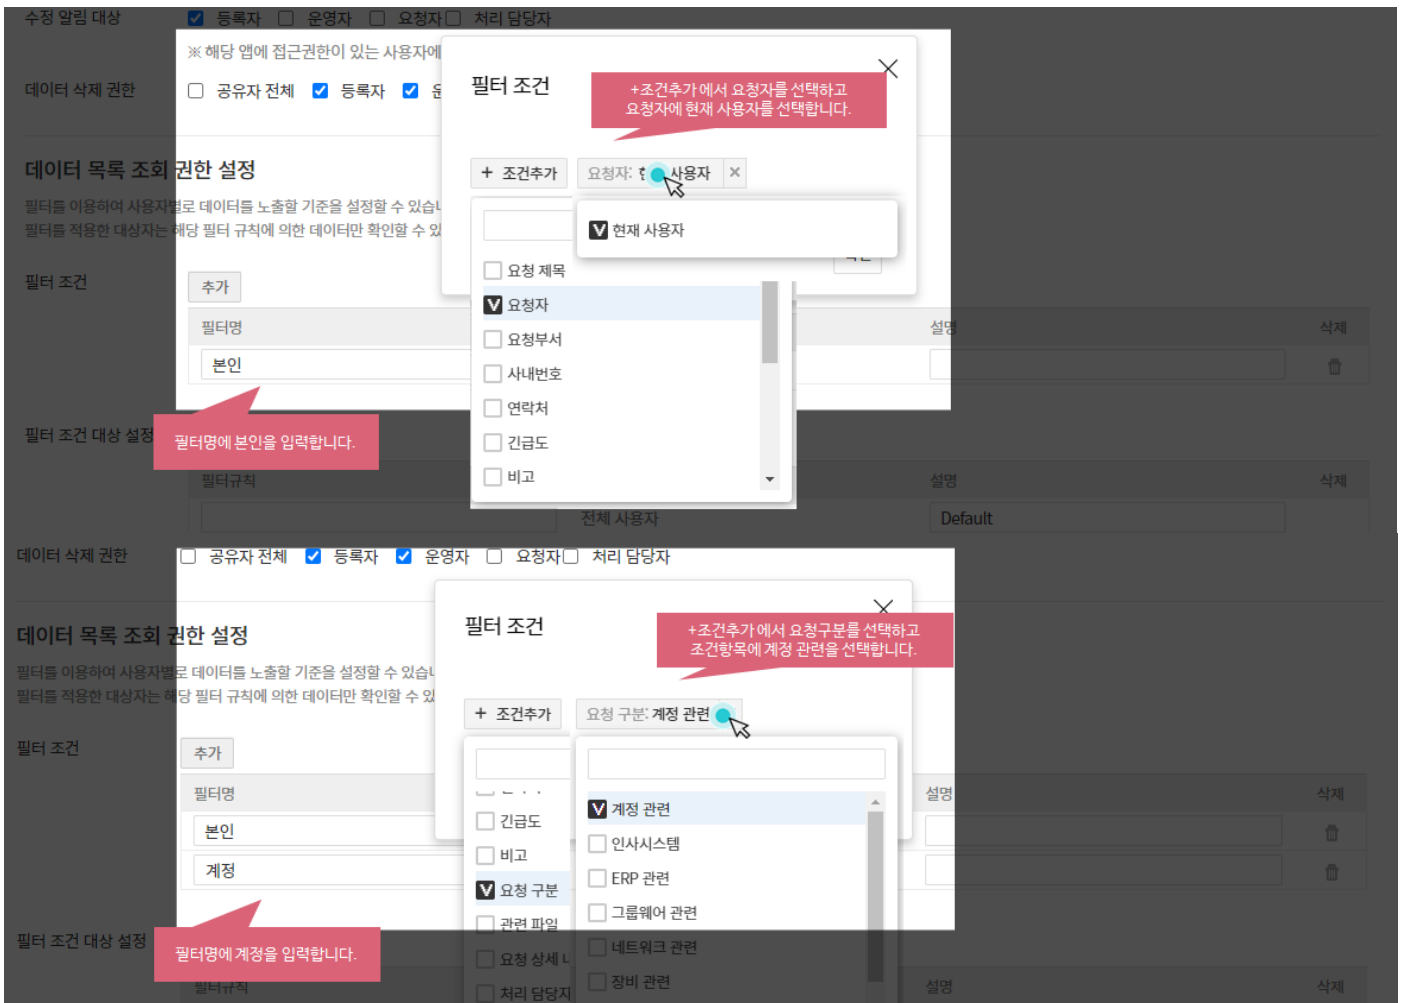 수정 알림 대상 등록자 운영자 요청자 처리 담당자
※ 해당 앱에 접근권한이 있는 사용자에
데이터 삭제 권한 공유자 전체 등록자
필터 조건
+조건추가 에서 요청자를 선택하고
요청자에 현재 사용자를 선택합니다.
데이터 목록 조회 권한 설정
필터를 이용하여 사용자별로 데이터를 노출할 기준을 설정할 수 있습니
필터를 적용한 대상자는 해당 필터 규칙에 의한 데이터만 확인할 수 있
+ 조건추가 요청자: 사용자 ×
현재 사용자
요청 제목
요청자
요청부서
사내번호
연락처
긴급도
비고
필터 조건 추가
필터명 설명 삭제
본인
필터명에 본인을 입력합니다.
필터 조건 대상 설정
필터규칙 설명 삭제
전체 사용자 Default
데이터 삭제 권한 공유자 전체 등록자 운영자 요청자 처리 담당자
필터 조건
+조건추가 에서 요청구분를 선택하고
조건항목에 계정 관련을 선택합니다.
데이터 목록 조회 권한 설정
필터를 이용하여 사용자별로 데이터를 노출할 기준을 설정할 수 있습니
필터를 적용한 대상자는 해당 필터 규칙에 의한 데이터만 확인할 수 있
+ 조건추가 요청 구분: 계정 관련
긴급도
비고
요청 구분
관련 파일
요청 상세 
처리 담당자
계정 관련
인사시스템
ERP 관련
그룹웨어 관련
네트워크 관련
장비 관련
필터 조건 추가
필터명 설명 삭제
본인
계정
필터명에 계정을 입력합니다.
필터 조건 대상 설정
필터규칙 설명 삭제